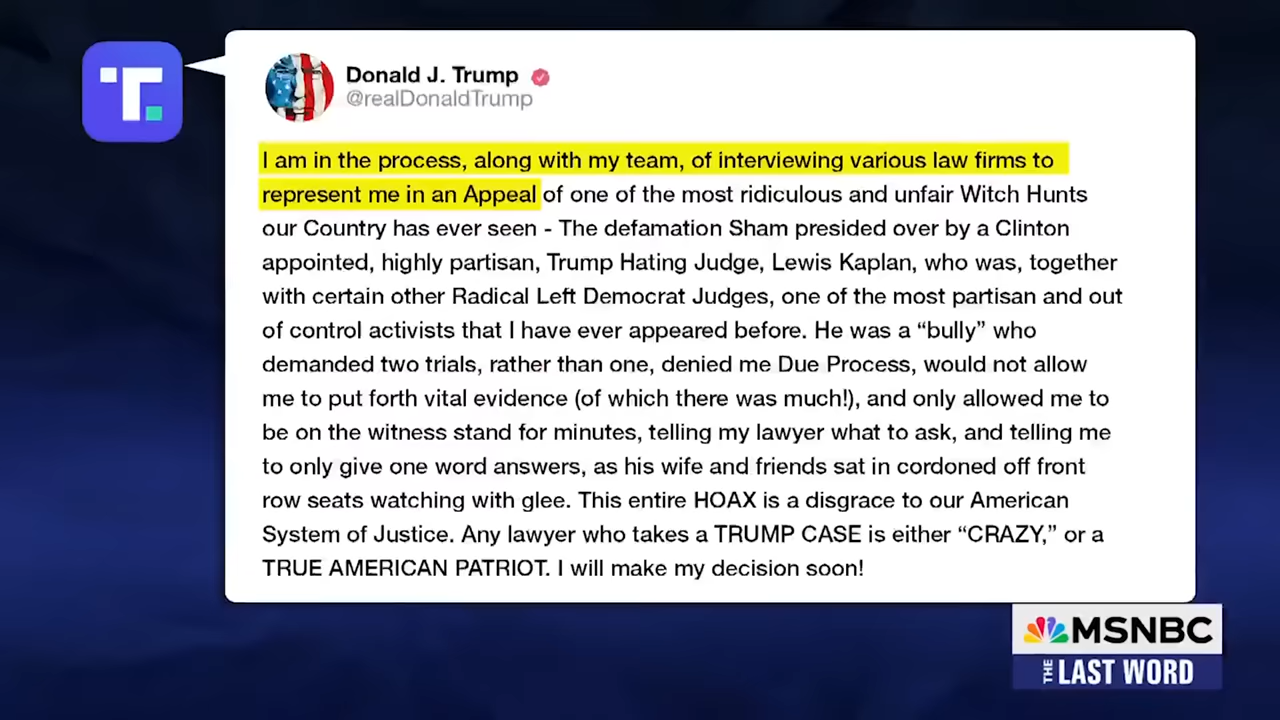 T.
Donald J. Trump
@realDonaldTrump
I am in the process, along with my team, of interviewing various law firms to
represent me in an Appeal of one of the most ridiculous and unfair Witch Hunts
our Country has ever seen - The defamation Sham presided over by a Clinton
appointed, highly partisan, Trump Hating Judge, Lewis Kaplan, who was, together
with certain other Radical Left Democrat Judges, one of the most partisan and out
of control activists that I have ever appeared before. He was a “bully” who
demanded two trials, rather than one, denied me Due Process, would not allow
me to put forth vital evidence (of which there was much!), and only allowed me to
be on the witness stand for minutes, telling my lawyer what to ask, and telling me
to only give one word answers, as his wife and friends sat in cordoned off front
row seats watching with glee. This entire HOAX is a disgrace to our American
System of Justice. Any lawyer who takes a TRUMP CASE is either “CRAZY,” or a
TRUE AMERICAN PATRIOT. I will make my decision soon!
MSNBC
THE LAST WORD